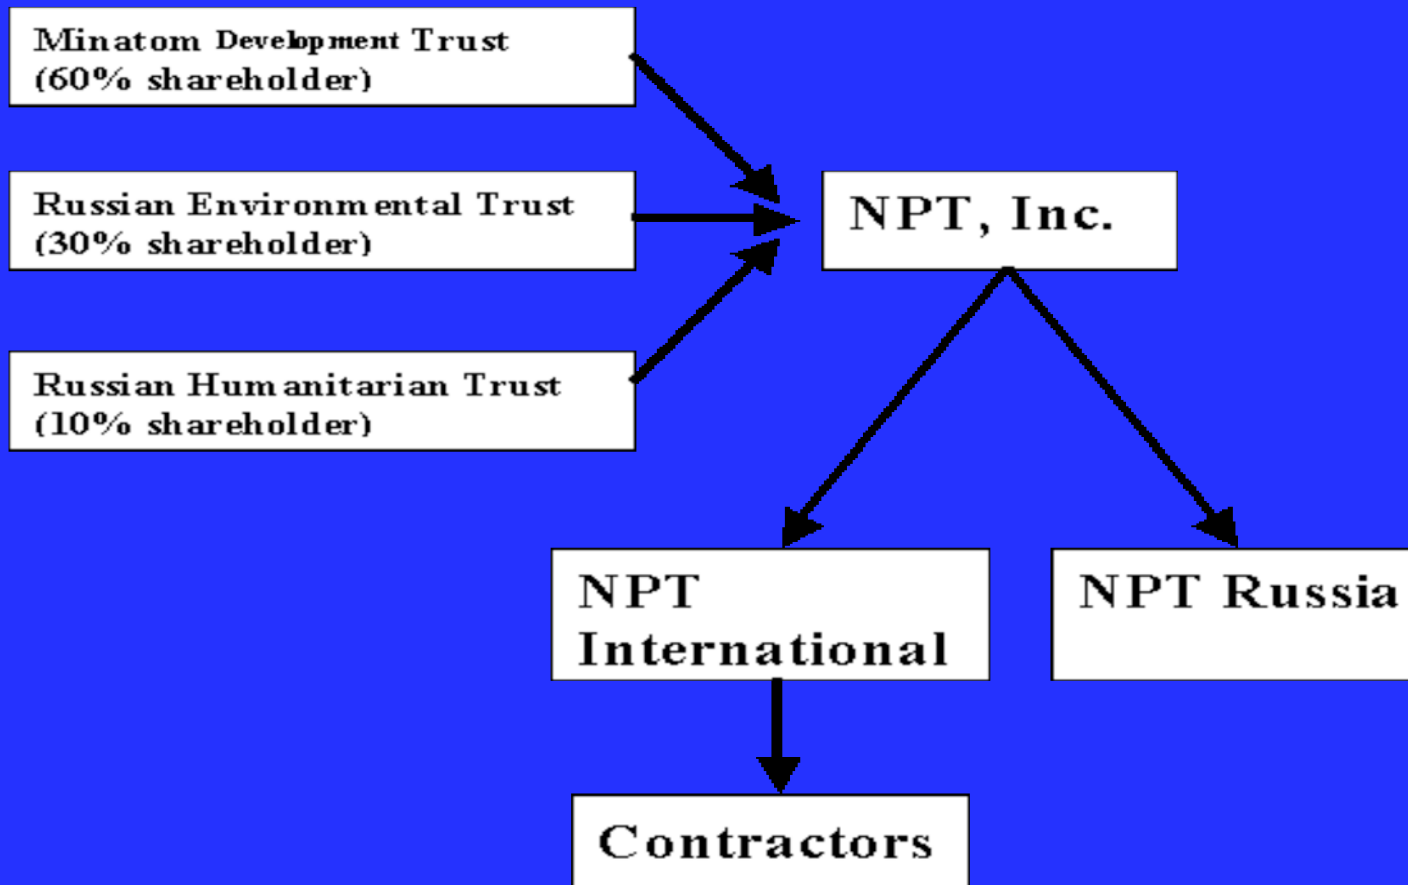 Minatom Development Trust
(60% shareholder)
Russian Environmental Trust
(30% shareholder)
NPT, Inc.
Russian Humanitarian Trust
(10% shareholder)
NPT
International
NPT Russia
Contractors